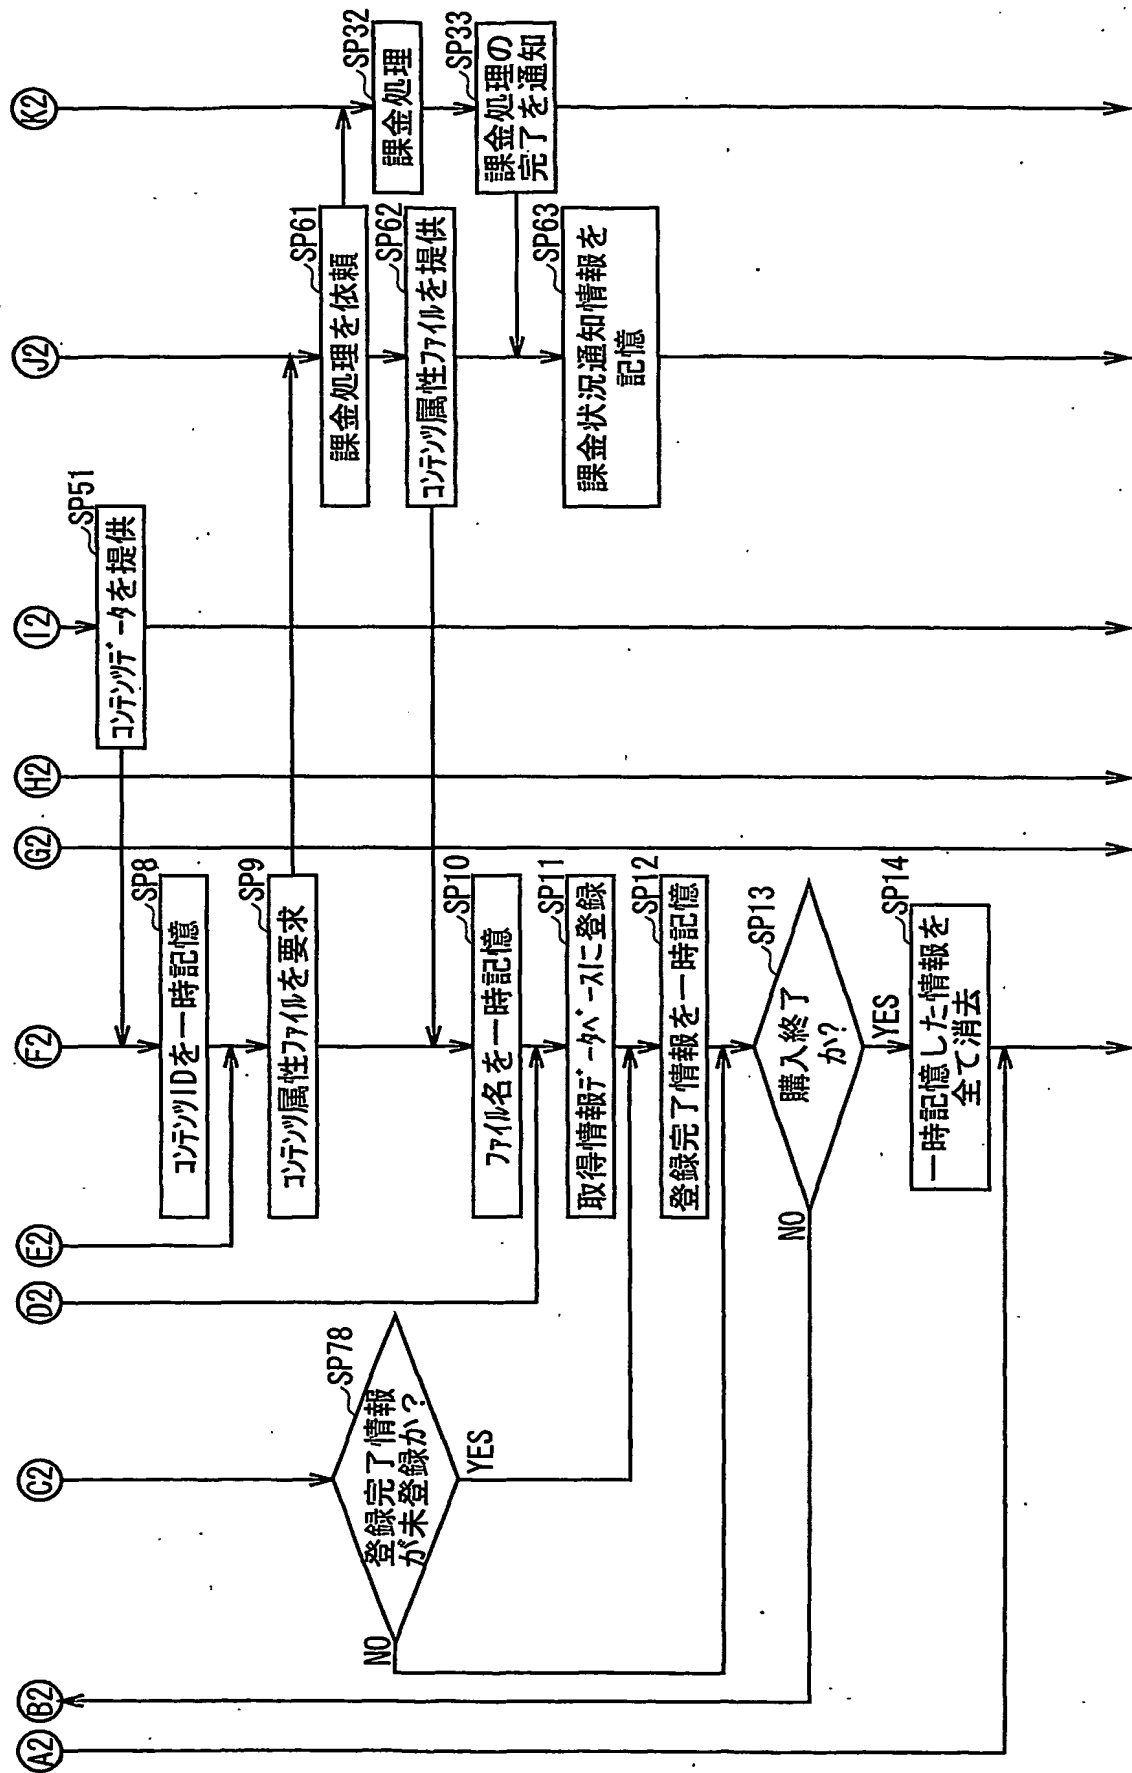 A2
B2
C2
D2
E2
F2
G2
H2
I2
J2
K2
SP51
コンテンツデータを提供
SP8
コンテンツIDを一時記憶
SP9
コンテンツ属性ファイルを要求
SP61
課金処理を依頼
SP32
課金処理
SP62
コンテンツ属性ファイルを提供
SP33
課金処理の
完了を通知
SP63
課金状況通知情報を
記憶
SP10
ファイル名を一時記憶
SP11
取得情報データベースに登録
SP78
登録完了情報
が未登録か?
NO
YES
SP12
登録完了情報を一時記憶
SP13
購入終了
か?
NO
YES
SP14
一時記憶した情報を
全て消去